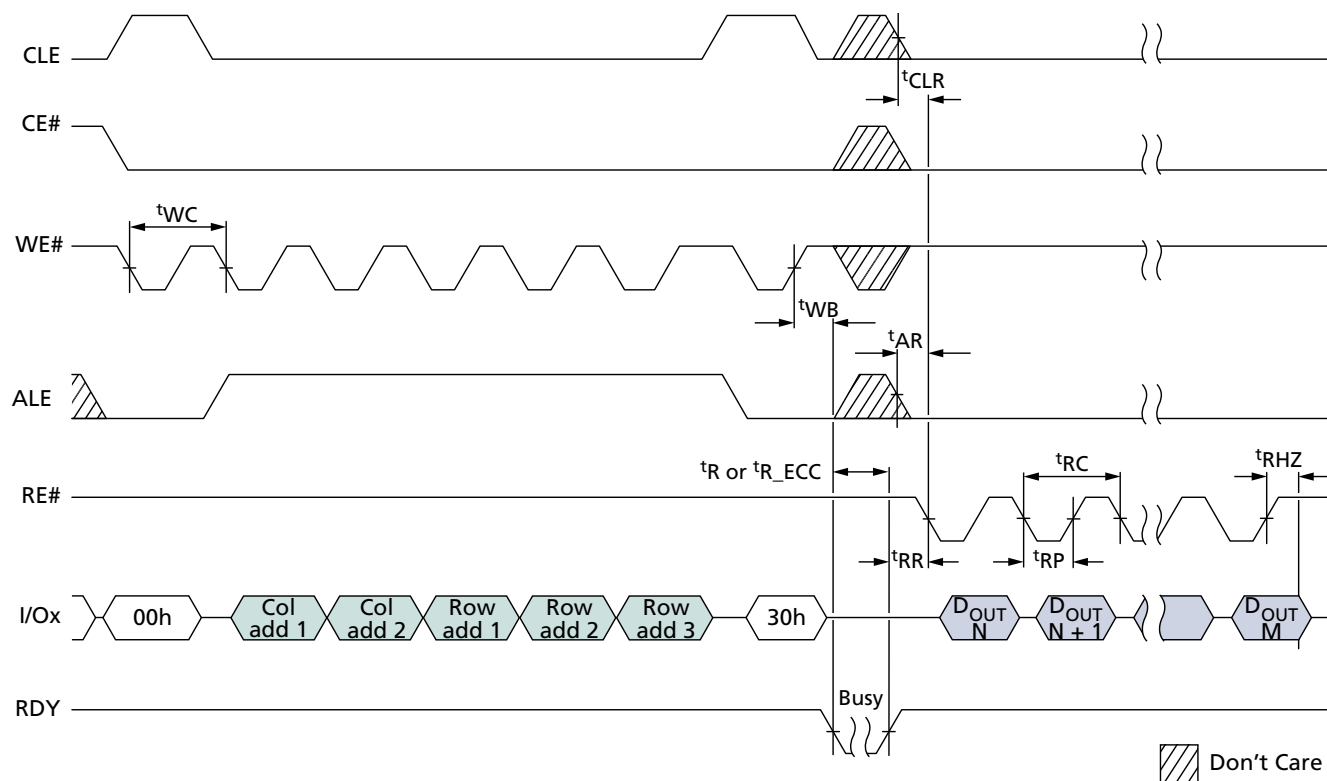 CLE
tCLR
CE#
tWC
WE#
tWB
tAR
ALE
tR or tR_ECC
tRC
tRHZ
RE#
tRR
tRP
I/Ox
00h
Col
add 1
Col
add 2
Row
add 1
Row
add 2
Row
add 3
30h
DOUT
N
DOUT
N + 1
DOUT
M
RDY
Busy
Don't Care